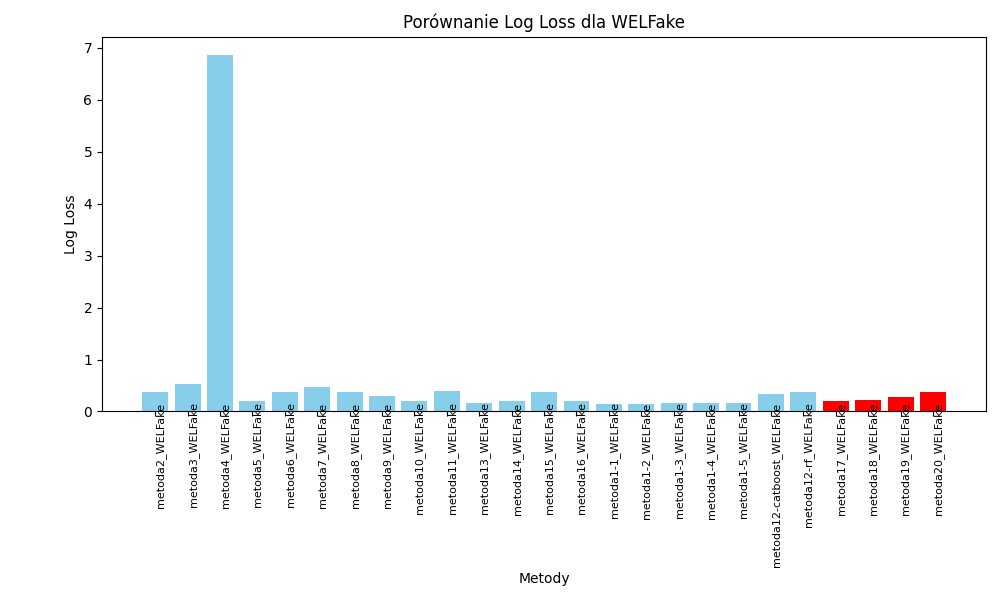 Porównanie Log Loss dla WELFake
7
6
5
4
3
2
1
0
Log Loss
metoda2_WELFake
metoda3_WELFake
metoda4_WELFake
metoda5_WELFake
metoda6_WELFake
metoda7_WELFake
metoda8_WELFake
metoda9_WELFake
metoda10_WELFake
metoda11_WELFake
metoda13_WELFake
metoda14_WELFake
metoda15_WELFake
metoda16_WELFake
metoda1-1_WELFake
metoda1-2_WELFake
metoda1-3_WELFake
metoda1-4_WELFake
metoda1-5_WELFake
metoda12-catboost_WELFake
metoda12-rf_WELFake
metoda17_WELFake
metoda18_WELFake
metoda19_WELFake
metoda20_WELFake
Metody